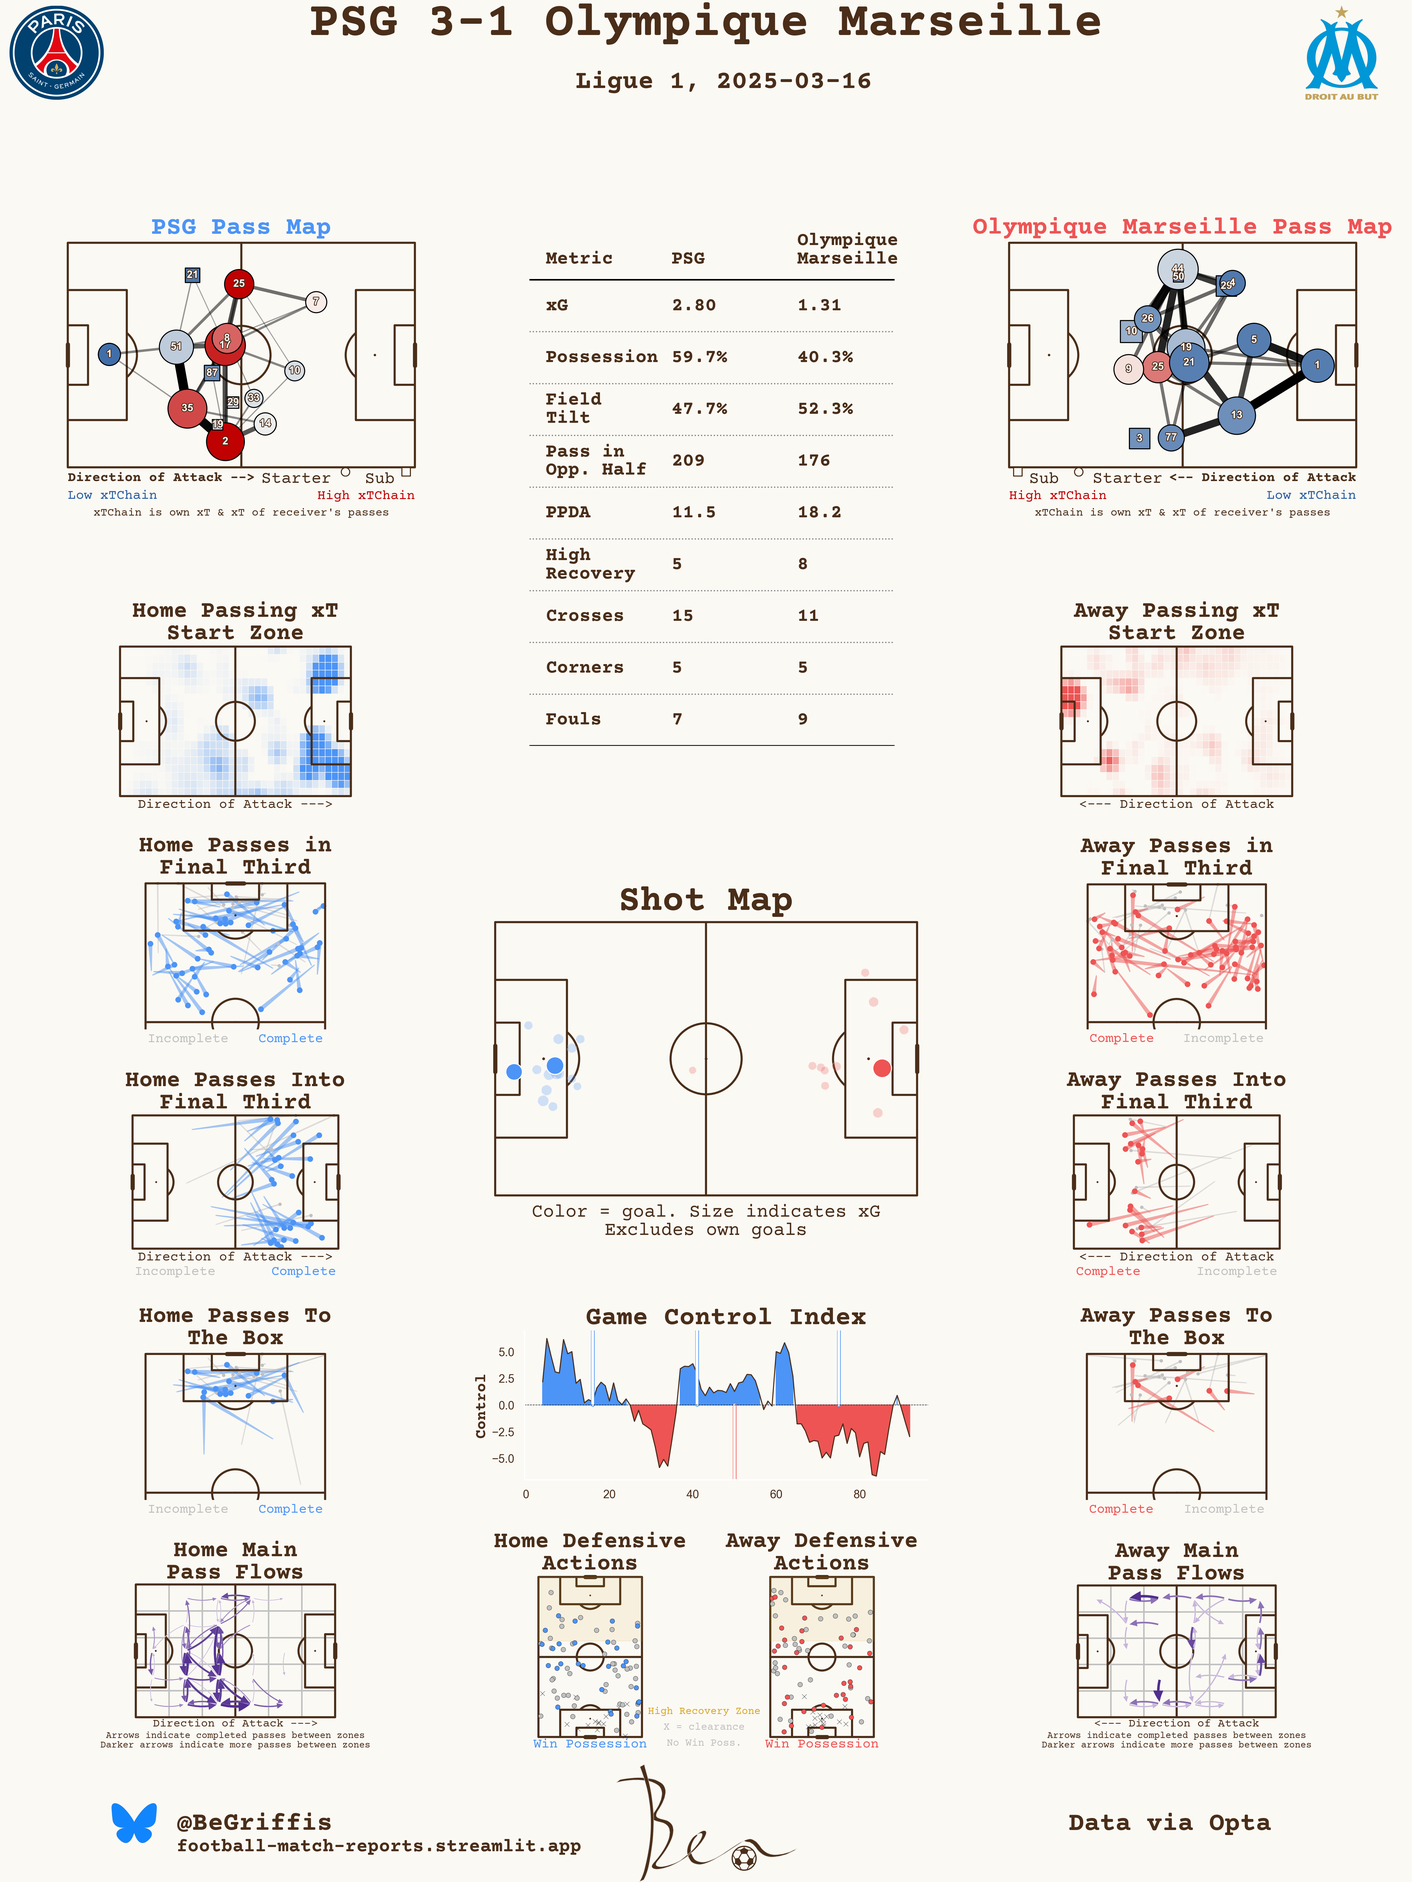 PSG 3-1 Olympique Marseille
Ligue 1, 2025-03-16
PARIS
SAINT-GERMAIN
DROIT AU BUT
PSG Pass Map
21
25
7
8
17
51
1
87
10
33
29
35
19
14
2
Direction of Attack --> Starter Sub
Low xTChain High xTChain
xTChain is own xT & xT of receiver's passes
Metric PSG Olympique Marseille
xG 2.80 1.31
Possession 59.7% 40.3%
Field Tilt 47.7% 52.3%
Pass in Opp. Half 209 176
PPDA 11.5 18.2
High Recovery 5 8
Crosses 15 11
Corners 5 5
Fouls 7 9
Olympique Marseille Pass Map
44
50
29
4
26
10
19
5
9
25
21
1
13
3
77
Sub Starter <-- Direction of Attack
High xTChain Low xTChain
xTChain is own xT & xT of receiver's passes
Home Passing xT
Start Zone
Direction of Attack --->
Away Passing xT
Start Zone
<--- Direction of Attack
Home Passes in
Final Third
Incomplete Complete
Away Passes in
Final Third
Complete Incomplete
Shot Map
Color = goal. Size indicates xG
Excludes own goals
Home Passes Into
Final Third
Direction of Attack --->
Incomplete Complete
Away Passes Into
Final Third
<--- Direction of Attack
Complete Incomplete
Game Control Index
Control
5.0
2.5
0.0
−2.5
−5.0
0 20 40 60 80
Home Passes To
The Box
Incomplete Complete
Away Passes To
The Box
Complete Incomplete
Home Main
Pass Flows
Direction of Attack --->
Arrows indicate completed passes between zones
Darker arrows indicate more passes between zones
Home Defensive
Actions
Win Possession
High Recovery Zone
X = clearance
No Win Poss.
Away Defensive
Actions
Win Possession
Away Main
Pass Flows
<--- Direction of Attack
Arrows indicate completed passes between zones
Darker arrows indicate more passes between zones
@BeGriffis
football-match-reports.streamlit.app
Ben
Data via Opta